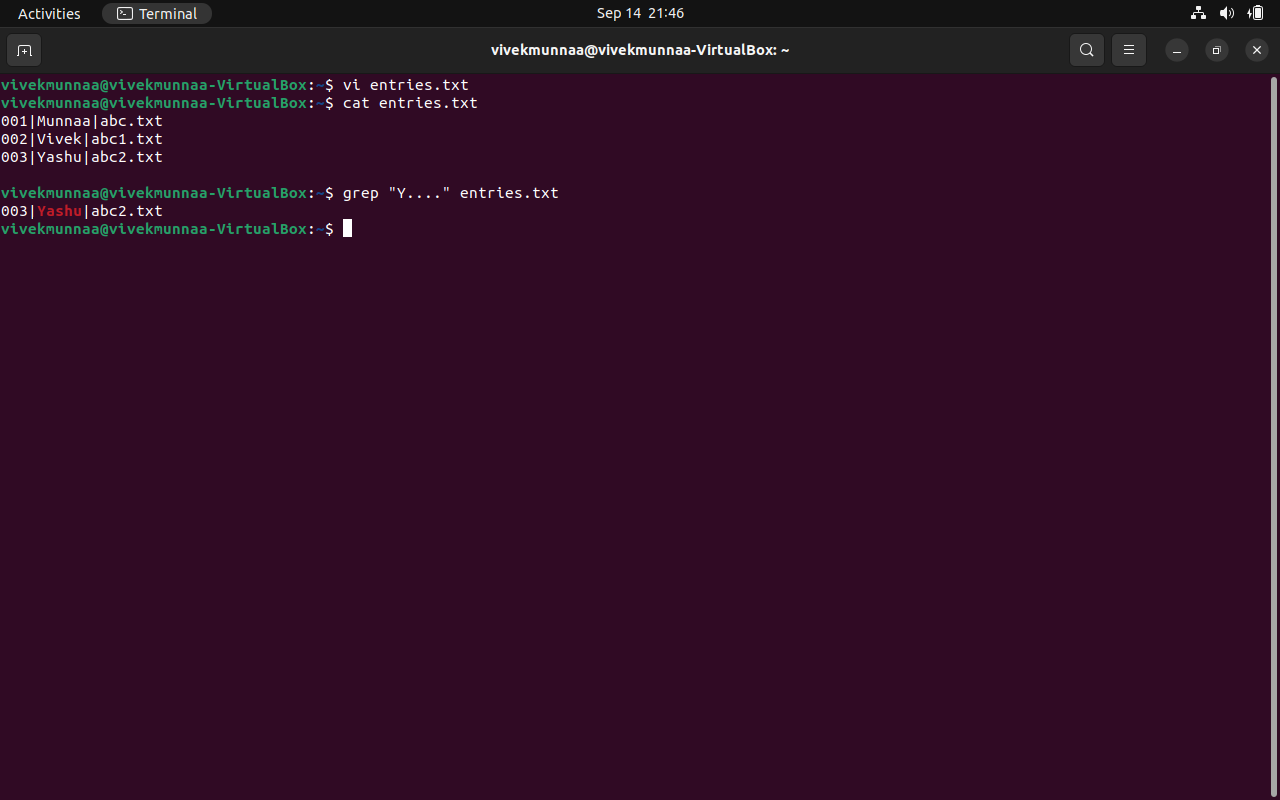 Activities Terminal Sep 14 21:46
vivekmunnaa@vivekmunnaa-VirtualBox: ~
vivekmunnaa@vivekmunnaa-VirtualBox:~$ vi entries.txt
vivekmunnaa@vivekmunnaa-VirtualBox:~$ cat entries.txt
001|Munnaa|abc.txt
002|Vivek|abc1.txt
003|Yashu|abc2.txt
vivekmunnaa@vivekmunnaa-VirtualBox:~$ grep "Y...." entries.txt
003|Yashu|abc2.txt
vivekmunnaa@vivekmunnaa-VirtualBox:~$